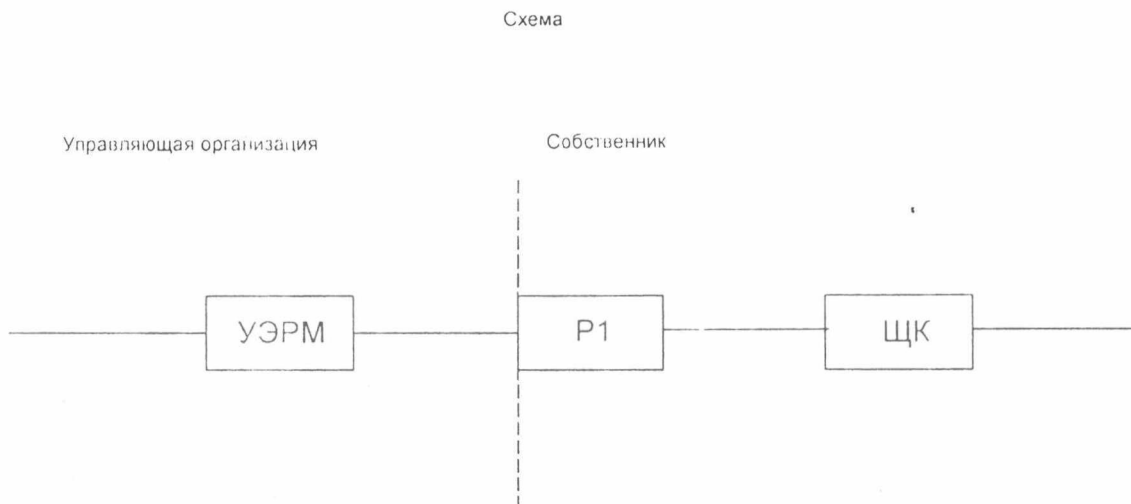 Схема
Управляющая организация
Собственник
УЭРМ
Р1
ЩК